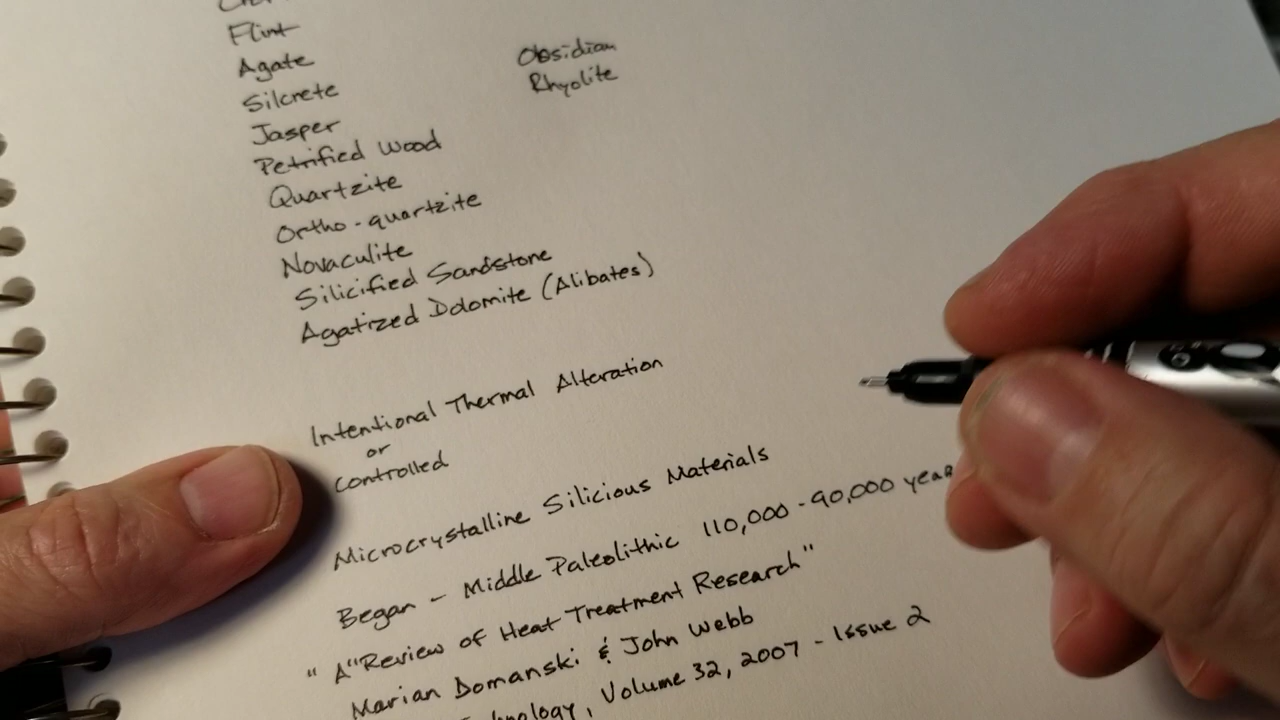 Flint
Agate
Silcrete
Jasper
Petrified Wood
Quartzite
Ortho-quartzite
Novaculite
Silicified Sandstone
Agatized Dolomite (Alibates)
Obsidian
Rhyolite
Intentional Thermal Alteration
or
controlled
Microcrystalline Silicious Materials
Began - Middle Paleolithic 110,000 - 90,000 years
" A "Review of Heat Treatment Research"
Marian Domanski & John Webb
Volume 32, 2007 - Issue 2